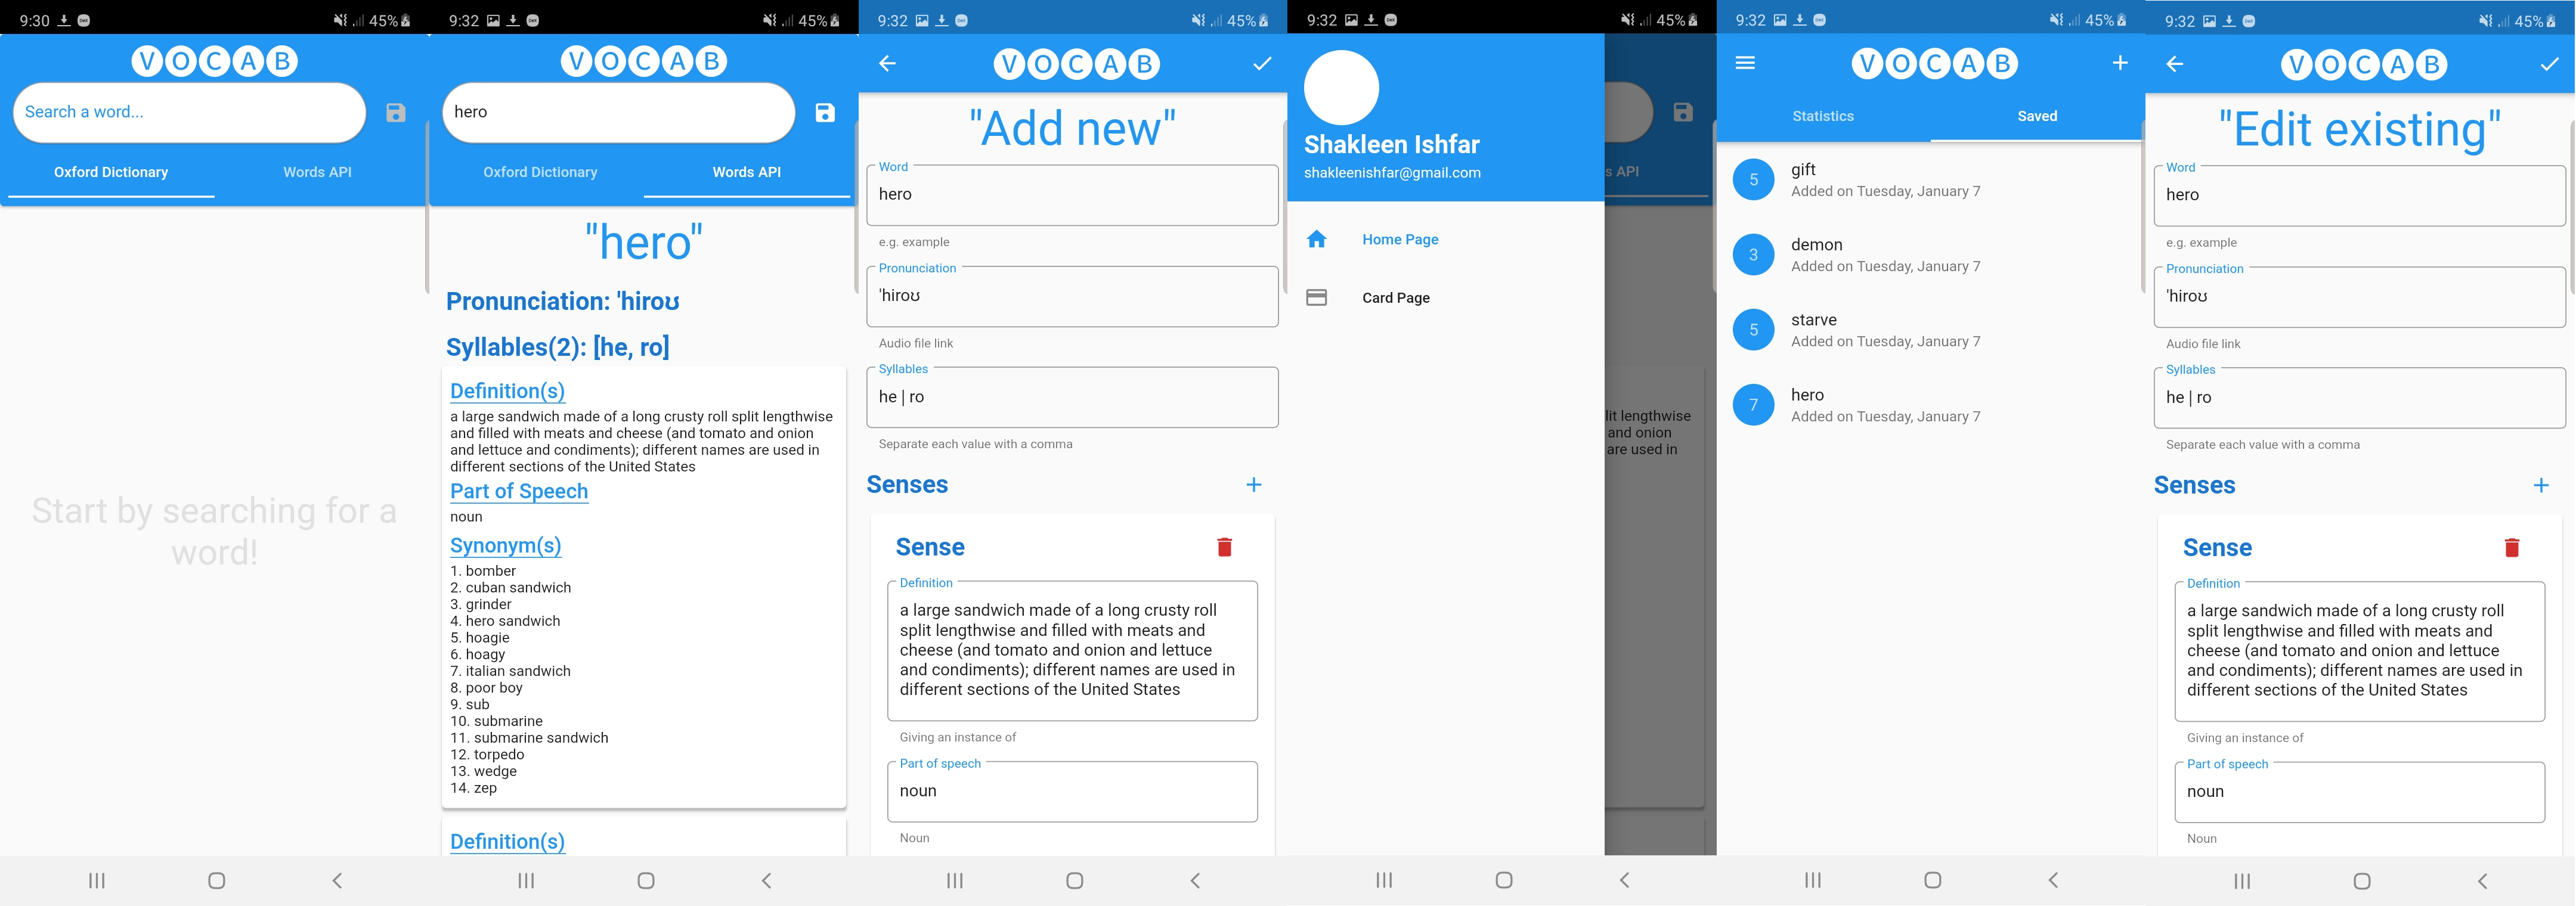 9:30
45%
VOCAB
Search a word...
Oxford Dictionary
Words API
Start by searching for a
word!
9:32
45%
VOCAB
hero
Oxford Dictionary
Words API
"hero"
Pronunciation: 'hiroʊ
Syllables(2): [he, ro]
Definition(s)
a large sandwich made of a long crusty roll split lengthwise
and filled with meats and cheese (and tomato and onion
and lettuce and condiments); different names are used in
different sections of the United States
Part of Speech
noun
Synonym(s)
1. bomber
2. cuban sandwich
3. grinder
4. hero sandwich
5. hoagie
6. hoagy
7. italian sandwich
8. poor boy
9. sub
10. submarine
11. submarine sandwich
12. torpedo
13. wedge
14. zep
Definition(s)
9:32
45%
VOCAB
"Add new"
Word
hero
e.g. example
Pronunciation
'hiroʊ
Audio file link
Syllables
he | ro
Separate each value with a comma
Senses
Sense
Definition
a large sandwich made of a long crusty roll
split lengthwise and filled with meats and
cheese (and tomato and onion and lettuce
and condiments); different names are used in
different sections of the United States
Giving an instance of
Part of speech
noun
Noun
9:32
45%
Shakleen Ishfar
shakleenishfar@gmail.com
Home Page
Card Page
s API
lit lengthwise
and onion
are used in
9:32
45%
VOCAB
Statistics
Saved
5
gift
Added on Tuesday, January 7
3
demon
Added on Tuesday, January 7
5
starve
Added on Tuesday, January 7
7
hero
Added on Tuesday, January 7
9:32
45%
VOCAB
"Edit existing"
Word
hero
e.g. example
Pronunciation
'hiroʊ
Audio file link
Syllables
he | ro
Separate each value with a comma
Senses
Sense
Definition
a large sandwich made of a long crusty roll
split lengthwise and filled with meats and
cheese (and tomato and onion and lettuce
and condiments); different names are used in
different sections of the United States
Giving an instance of
Part of speech
noun
Noun